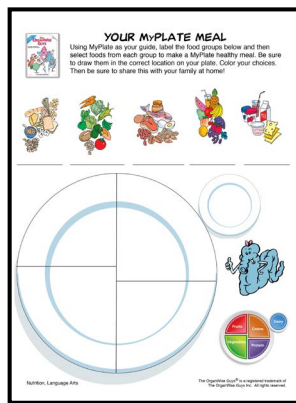 YOUR MyPLATE MEAL
Using MyPlate as your guide, label the food groups below and then
select foods from each group to make a MyPlate healthy meal. Be sure
to draw them in the correct location on your plate. Color your choices.
Then be sure to share this with your family at home!
Fruits
Grains
Dairy
Vegetables
Protein
Nutrition, Language Arts
The OrganWise Guys® is a registered trademark of
The OrganWise Guys Inc. All rights reserved.